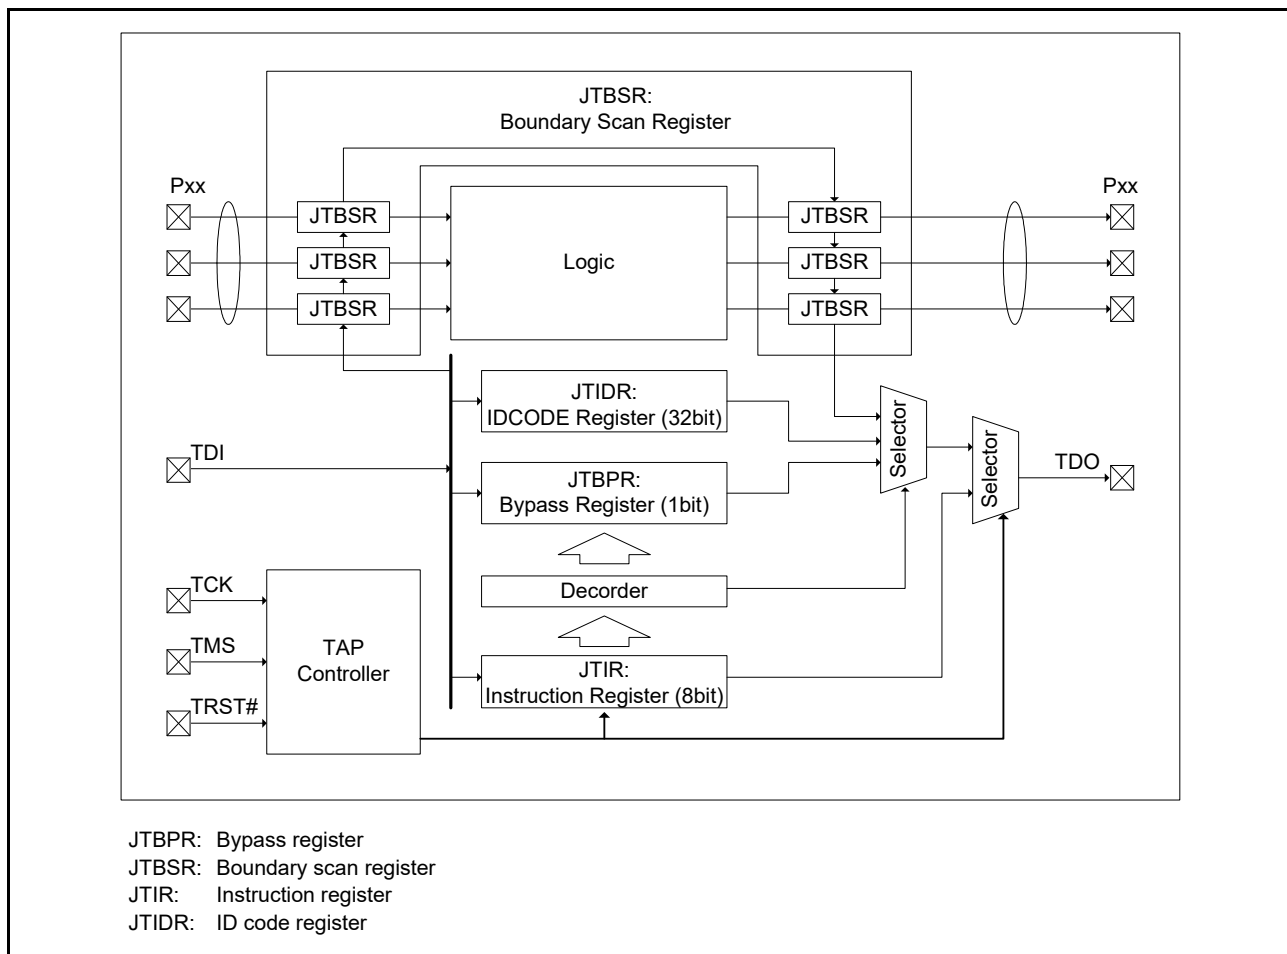 JTBSR:
Boundary Scan Register
Pxx
Pxx
JTBSR
JTBSR
JTBSR
Logic
JTBSR
JTBSR
JTBSR
JTIDR:
IDCODE Register (32bit)
TDI
JTBPR:
Bypass Register (1bit)
Selector
Selector
TDO
TCK
TMS
TRST#
TAP
Controller
Decorder
JTIR:
Instruction Register (8bit)
JTBPR: Bypass register
JTBSR: Boundary scan register
JTIR: Instruction register
JTIDR: ID code register